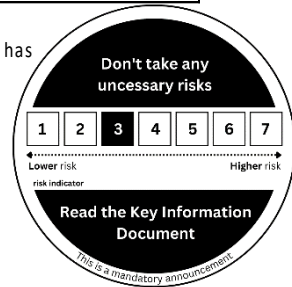 has
Don't take any
uncessary risks
1 2 3 4 5 6 7
Lower risk Higher risk
risk indicator
Read the Key Information
Document
This is a mandatory announcement